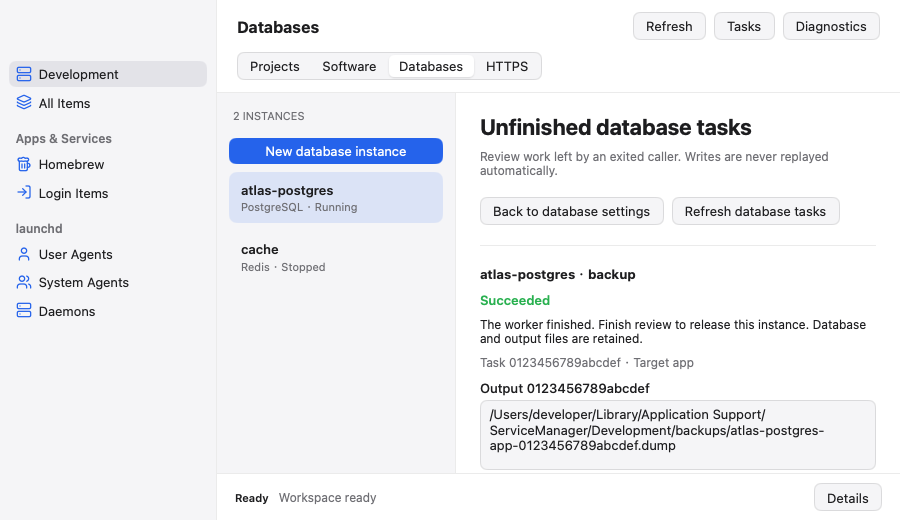 Development
All Items
Apps & Services
Homebrew
Login Items
launchd
User Agents
System Agents
Daemons
Databases
Refresh
Tasks
Diagnostics
Projects
Software
Databases
HTTPS
2 INSTANCES
New database instance
atlas-postgres
PostgreSQL · Running
cache
Redis · Stopped
Unfinished database tasks
Review work left by an exited caller. Writes are never replayed
automatically.
Back to database settings
Refresh database tasks
atlas-postgres · backup
Succeeded
The worker finished. Finish review to release this instance. Database
and output files are retained.
Task 0123456789abcdef · Target app
Output 0123456789abcdef
/Users/developer/Library/Application Support/
ServiceManager/Development/backups/atlas-postgres-
app-0123456789abcdef.dump
Ready
Workspace ready
Details